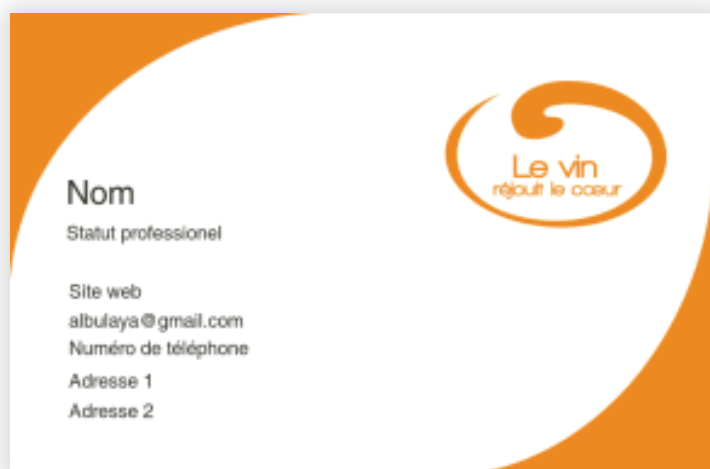 Le vin
réjouit le cœur
Nom
Statut professionel
Site web
albulaya@gmail.com
Numéro de téléphone
Adresse 1
Adresse 2